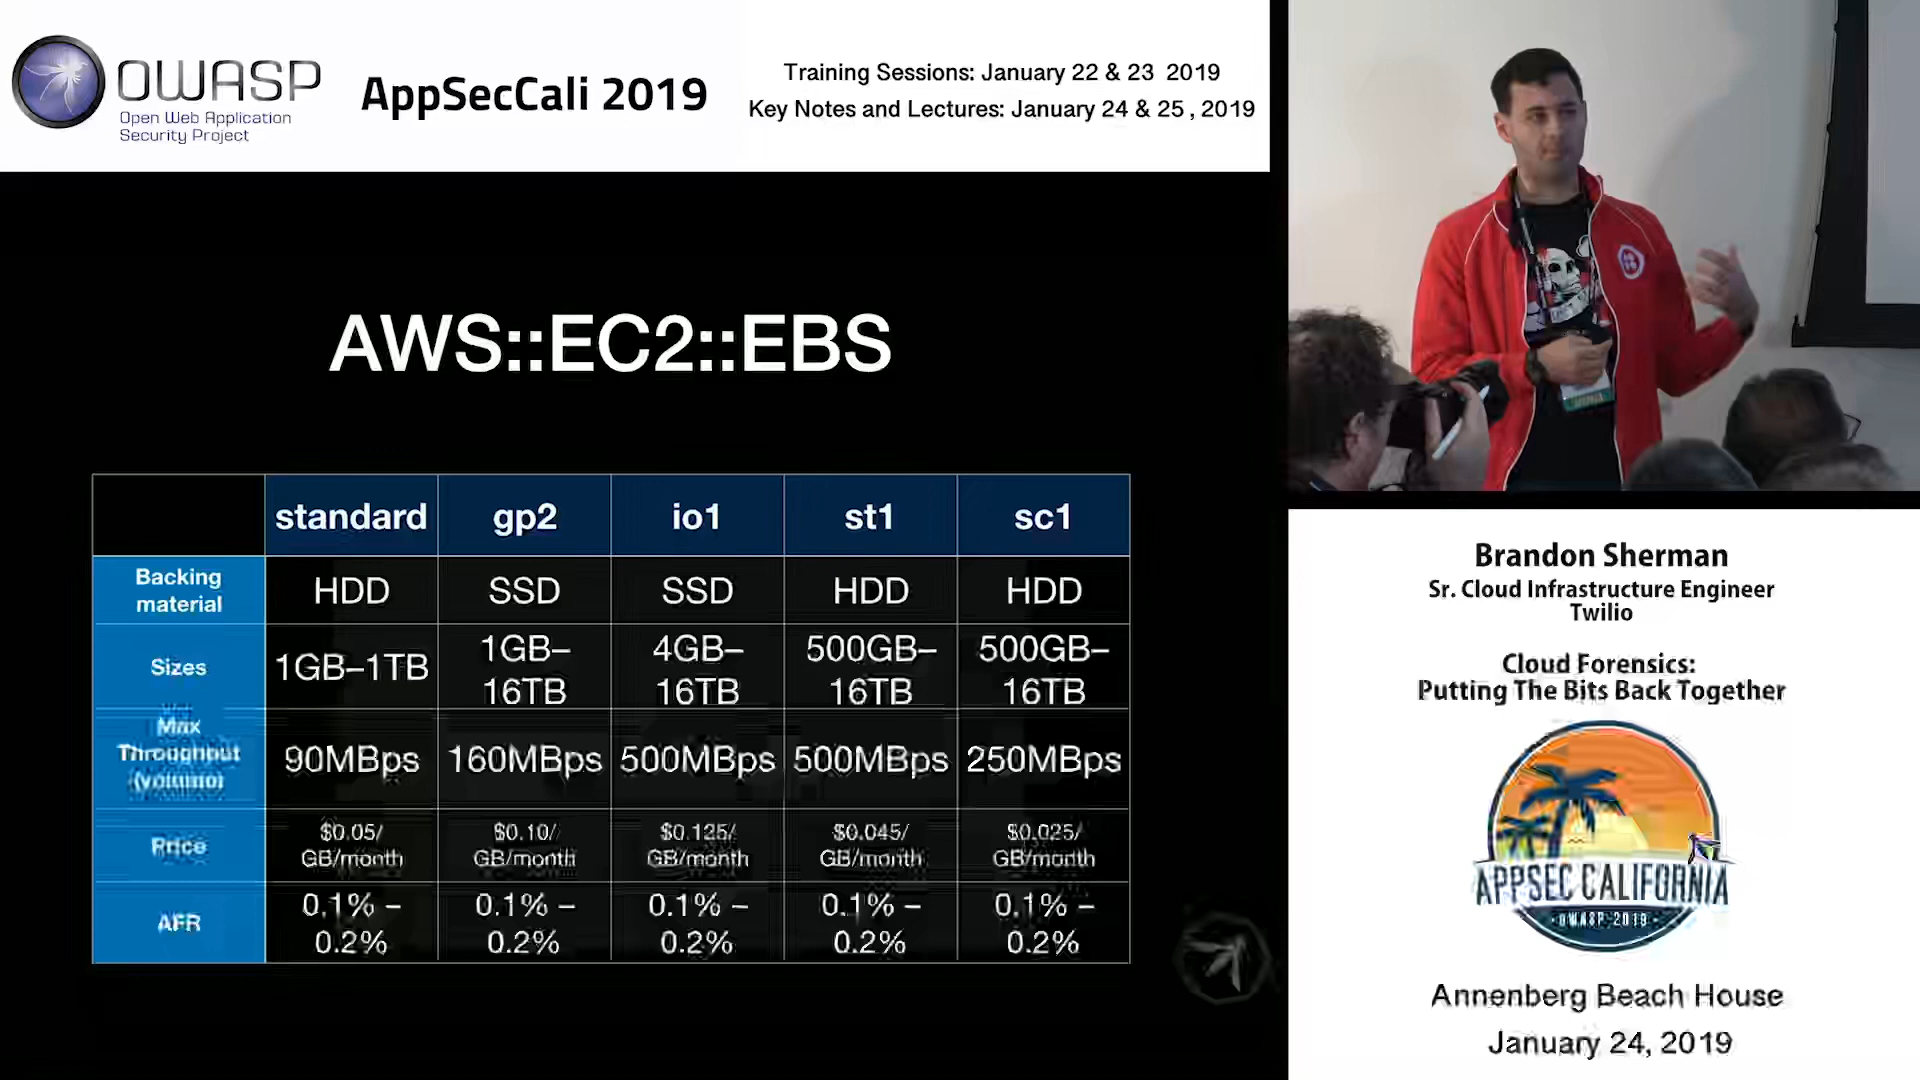 OWASP
Open Web Application
Security Project
AppSecCali 2019
Training Sessions: January 22 & 23 2019
Key Notes and Lectures: January 24 & 25 , 2019
AWS::EC2::EBS
standard gp2 io1 st1 sc1
Backing material HDD SSD SSD HDD HDD
Sizes 1GB–1TB 1GB–16TB 4GB–16TB 500GB–16TB 500GB–16TB
Max Throughput (volume) 90MBps 160MBps 500MBps 500MBps 250MBps
Price $0.05/GB/month $0.10/GB/month $0.125/GB/month $0.045/GB/month $0.025/GB/month
AFR 0.1% – 0.2% 0.1% – 0.2% 0.1% – 0.2% 0.1% – 0.2% 0.1% – 0.2%
Brandon Sherman
Sr. Cloud Infrastructure Engineer
Twilio
Cloud Forensics:
Putting The Bits Back Together
APPSEC CALIFORNIA
OWASP 2019
Annenberg Beach House
January 24, 2019